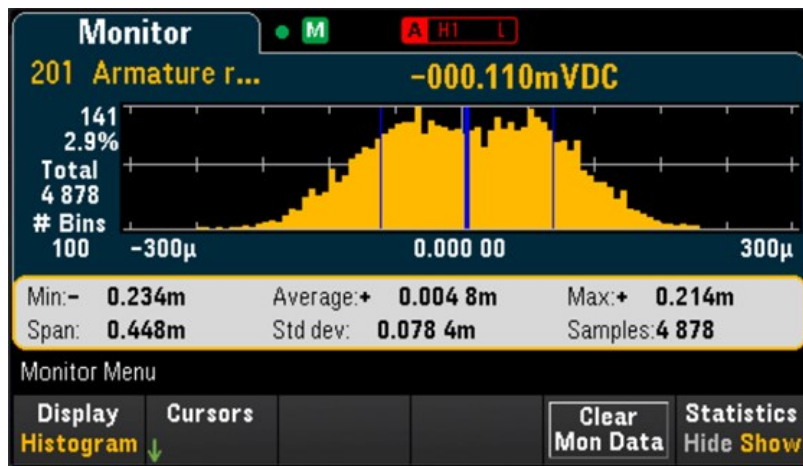 Monitor M A H1 L
201 Armature r... -000.110mVDC
141
2.9%
Total
4 878
# Bins
100 -300µ 0.000 00 300µ
Min:- 0.234m Average:+ 0.004 8m Max:+ 0.214m
Span: 0.448m Std dev: 0.078 4m Samples:4 878
Monitor Menu
Display Cursors Clear Statistics
Histogram Mon Data Hide Show